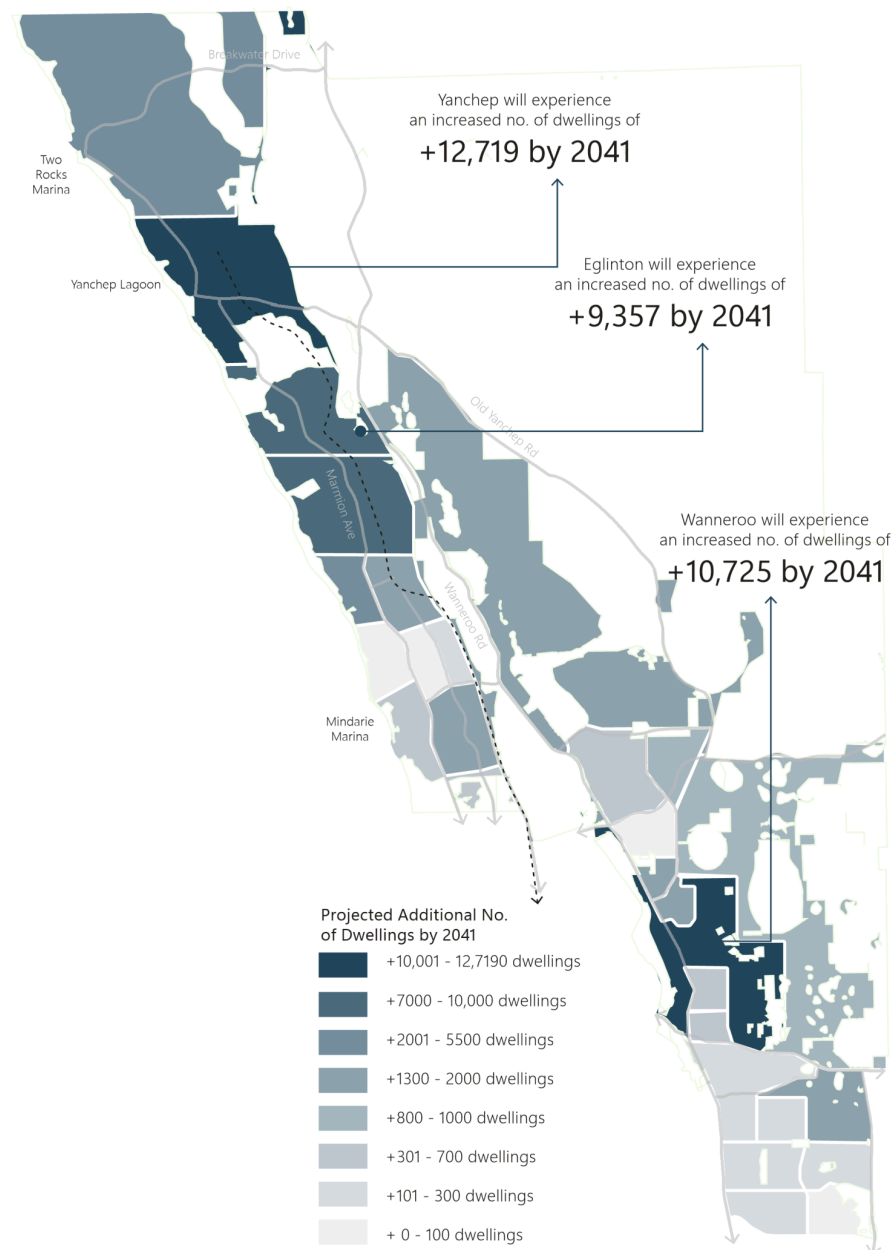 Breakwater Drive
Yanchep will experience
an increased no. of dwellings of
+12,719 by 2041
Two
Rocks
Marina
Eglinton will experience
an increased no. of dwellings of
+9,357 by 2041
Yanchep Lagoon
Old Yanchep Rd
Marmion Ave
Wanneroo will experience
an increased no. of dwellings of
+10,725 by 2041
Wanneroo Rd
Mindarie
Marina
Projected Additional No.
of Dwellings by 2041
+10,001 - 12,7190 dwellings
+7000 - 10,000 dwellings
+2001 - 5500 dwellings
+1300 - 2000 dwellings
+800 - 1000 dwellings
+301 - 700 dwellings
+101 - 300 dwellings
+ 0 - 100 dwellings